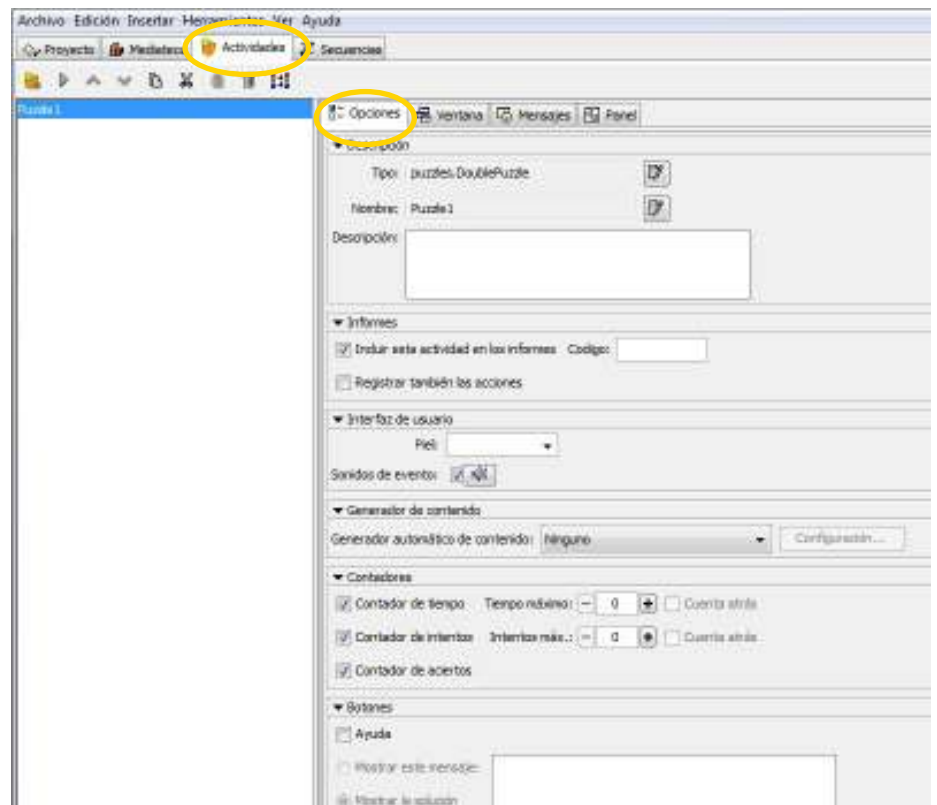 Archivo Edición Insertar Herramientas Ver Ayuda
Proyecto Mediateca Actividades Secuencias
Puzzle1
Opciones Ventana Mensajes Panel
Descripción
Tipo: puzzles.DoublePuzzle
Nombre: Puzzle1
Descripción:
Informes
Incluir esta actividad en los informes Codigo:
Registrar también las acciones
Interfaz de usuario
Piel:
Sonidos de evento:
Generador de contenido
Generador automático de contenido: Ninguno Configuración...
Contadores
Contador de tiempo Tiempo máximo: 0 Cuenta atrás
Contador de intentos Intentos máx.: 0 Cuenta atrás
Contador de aciertos
Botones
Ayuda
Mostrar este mensaje:
Mostrar la solución